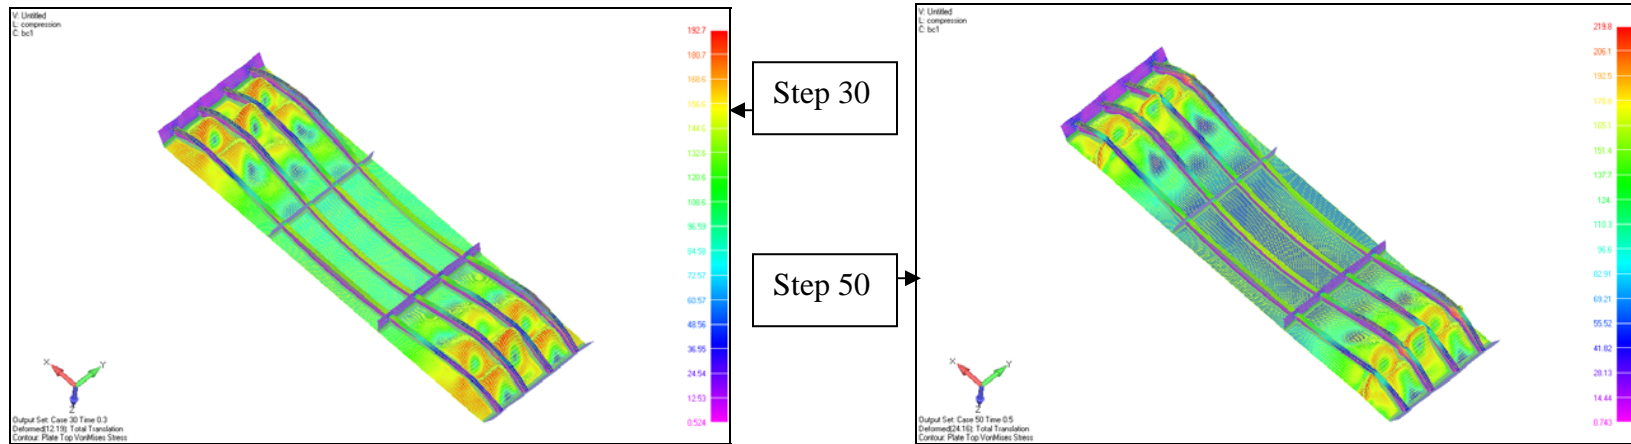 V: Untitled
L: compression
C: bc1
192.7
180.7
168.6
156.6
144.6
132.6
120.6
108.6
96.59
84.58
72.57
60.57
48.56
36.55
24.54
12.53
0.524
X
Y
Z
Output Set: Case 30 Time 0.3
Deformed(12.19): Total Translation
Contour: Plate Top VonMises Stress
Step 30
Step 50
V: Untitled
L: compression
C: bc1
219.8
206.1
192.5
178.8
165.1
151.4
137.7
124.
110.3
96.6
82.91
69.21
55.52
41.82
28.13
14.44
0.743
X
Y
Z
Output Set: Case 50 Time 0.5
Deformed(24.16): Total Translation
Contour: Plate Top VonMises Stress